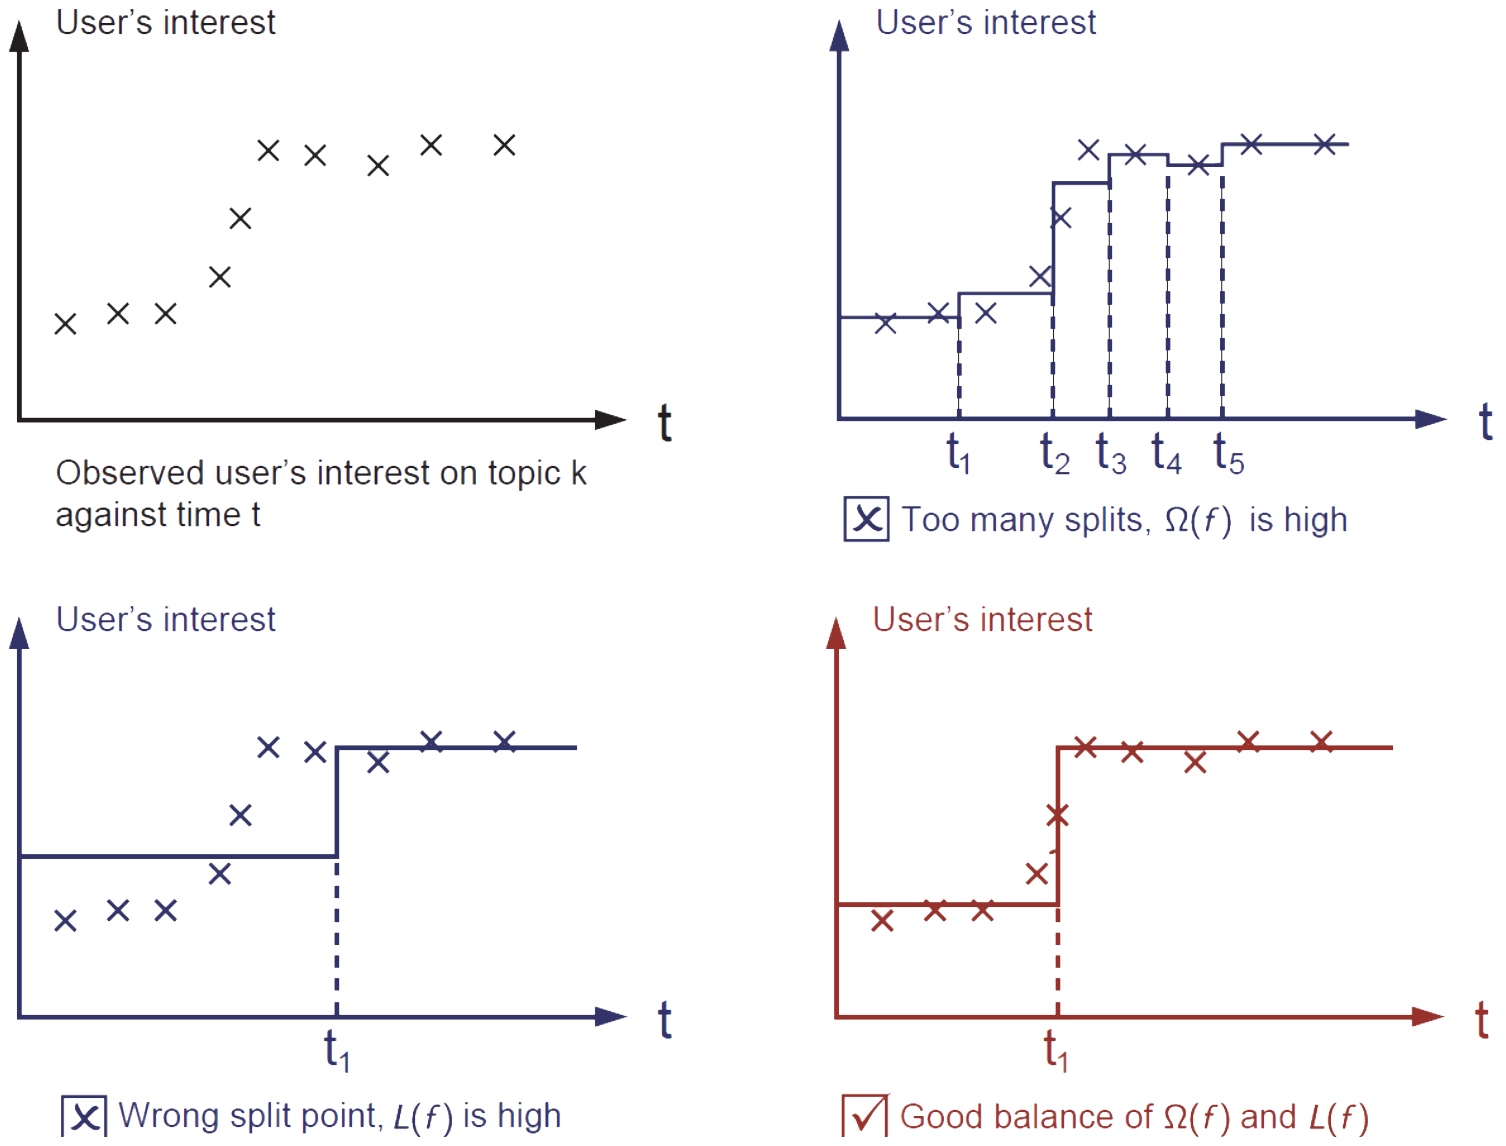 User's interest
t
Observed user's interest on topic k
against time t
User's interest
t
t₁ t₂ t₃ t₄ t₅
Too many splits, Ω(f) is high
User's interest
t
t₁
Wrong split point, L(f) is high
User's interest
t
t₁
Good balance of Ω(f) and L(f)